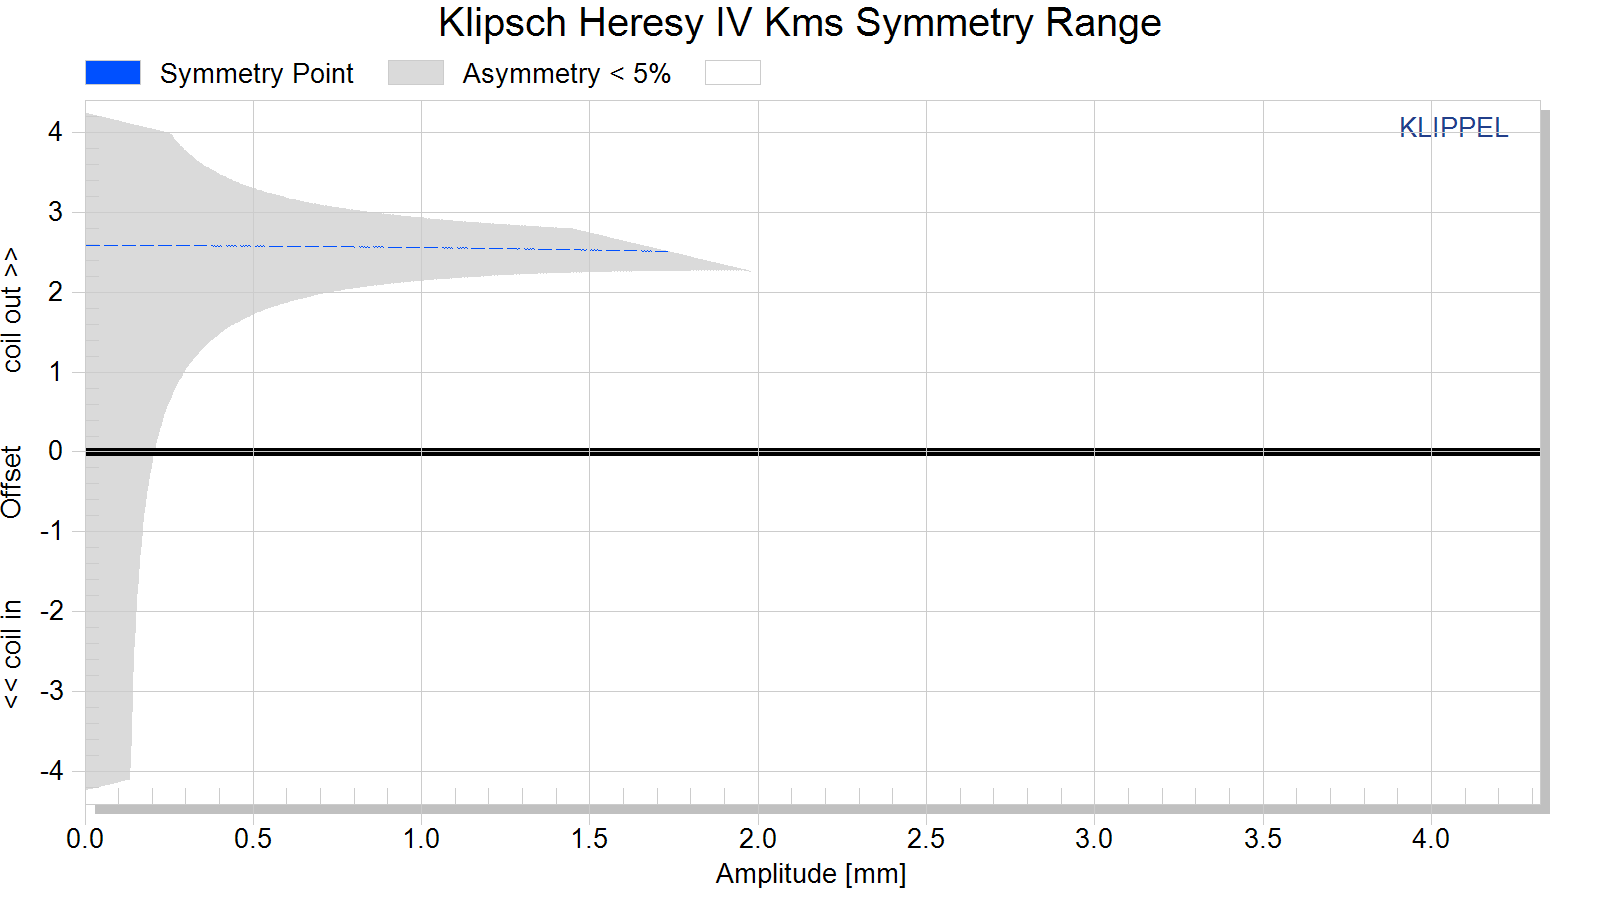 Klipsch Heresy IV Kms Symmetry Range
Symmetry Point Asymmetry < 5%
KLIPPEL
4
3
2
1
0
-1
-2
-3
-4
<< coil in Offset coil out >>
0.0 0.5 1.0 1.5 2.0 2.5 3.0 3.5 4.0
Amplitude [mm]